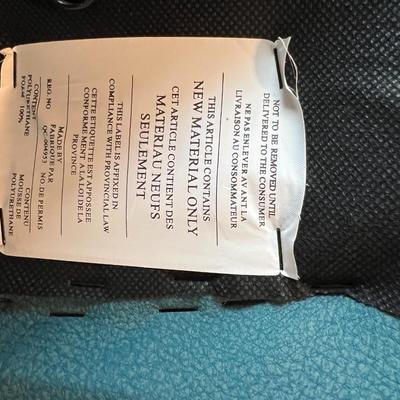 NOT TO BE REMOVED UNTIL
DELIVERED TO THE CONSUMER
NE PAS ENLEVER AVANT LA
LIVRAISON AU CONSOMMATEUR
THIS ARTICLE CONTAINS
NEW MATERIAL ONLY
CET ARTICLE CONTIENT DES
MATERIAU NEUFS
SEULEMENT
THIS LABEL IS AFFIXED IN
COMPLIANCE WITH PROVINCIAL LAW
CETTE ETIQUETTE EST APPOSEE
CONFORMEMENT A LA LOI DE LA
PROVINCE
MADE BY
FABRIQUE PAR
REG. NO QC-004953 NO DE PERMIS
CONTENT CONTENU
POLYURETHANE MOUSSE DE
FOAM 100% POLYURETHANE